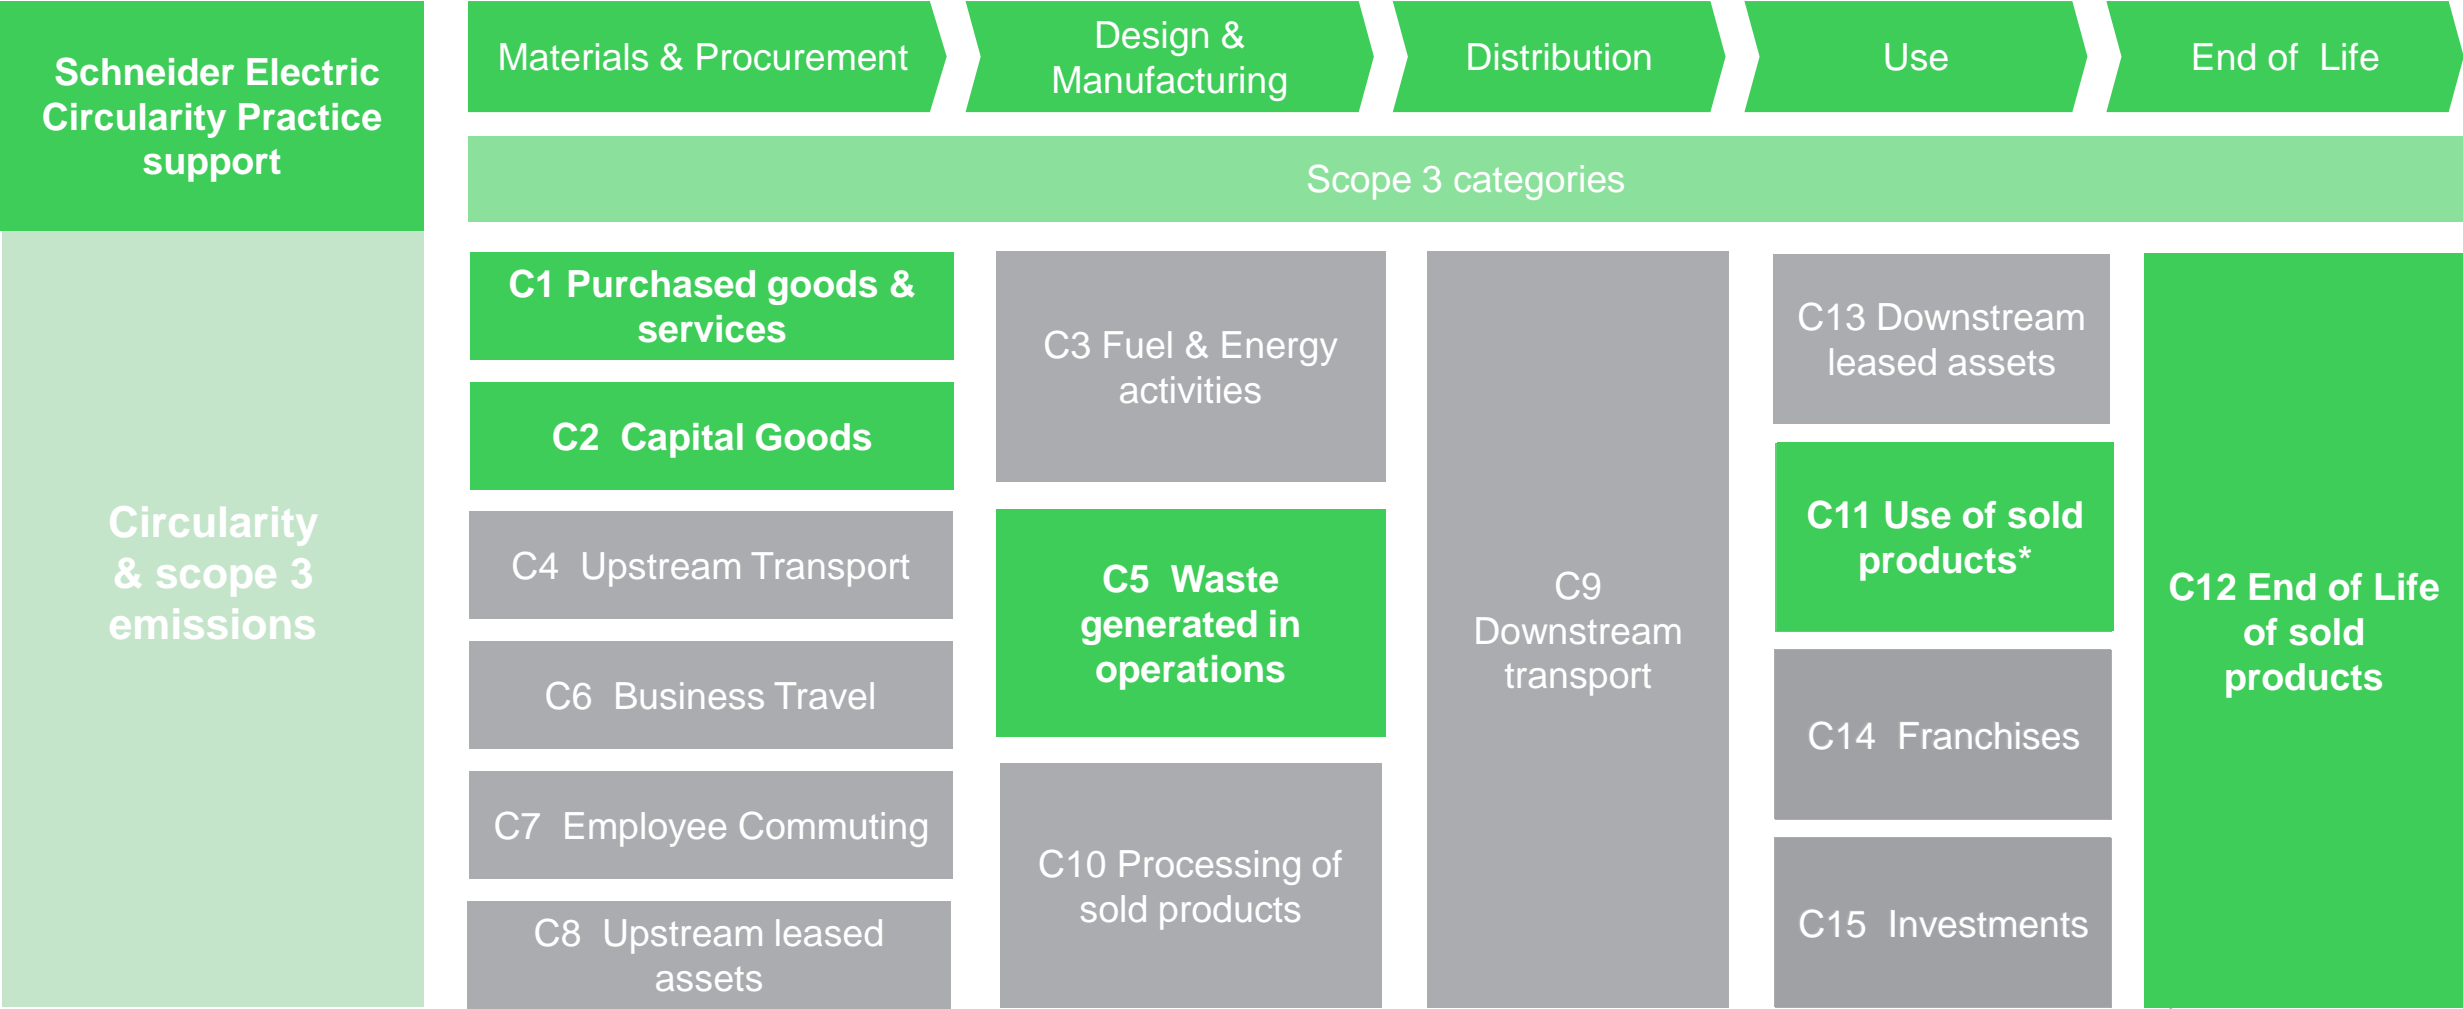 Schneider Electric
Circularity Practice
support
Materials & Procurement
Design &
Manufacturing
Distribution
Use
End of Life
Scope 3 categories
Circularity
& scope 3
emissions
C1 Purchased goods &
services
C2 Capital Goods
C4 Upstream Transport
C6 Business Travel
C7 Employee Commuting
C8 Upstream leased
assets
C3 Fuel & Energy
activities
C5 Waste
generated in
operations
C10 Processing of
sold products
C9
Downstream
transport
C13 Downstream
leased assets
C11 Use of sold
products*
C14 Franchises
C15 Investments
C12 End of Life
of sold
products